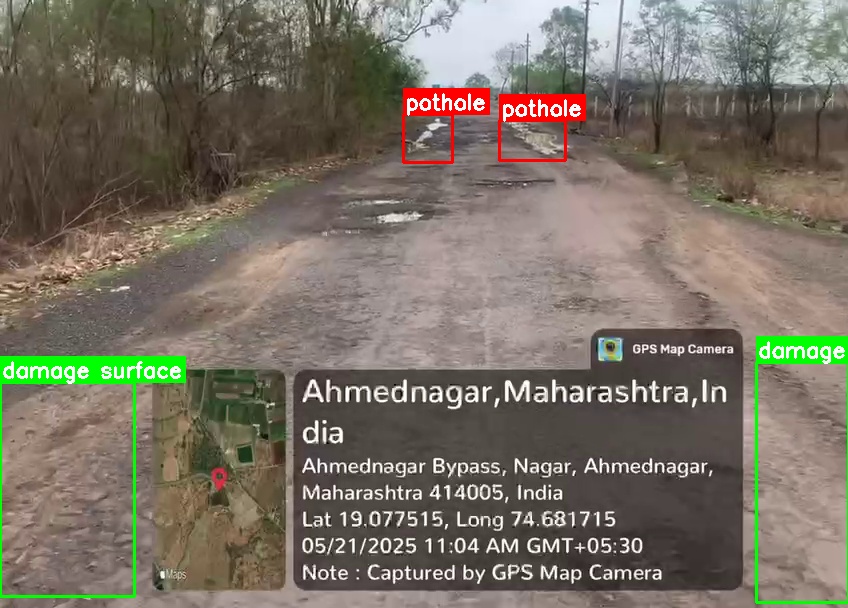 pothole
pothole
damage
GPS Map Camera
damage surface
Ahmednagar,Maharashtra,In
dia
Ahmednagar Bypass, Nagar, Ahmednagar,
Maharashtra 414005, India
Lat 19.077515, Long 74.681715
05/21/2025 11:04 AM GMT+05:30
Note : Captured by GPS Map Camera
Maps